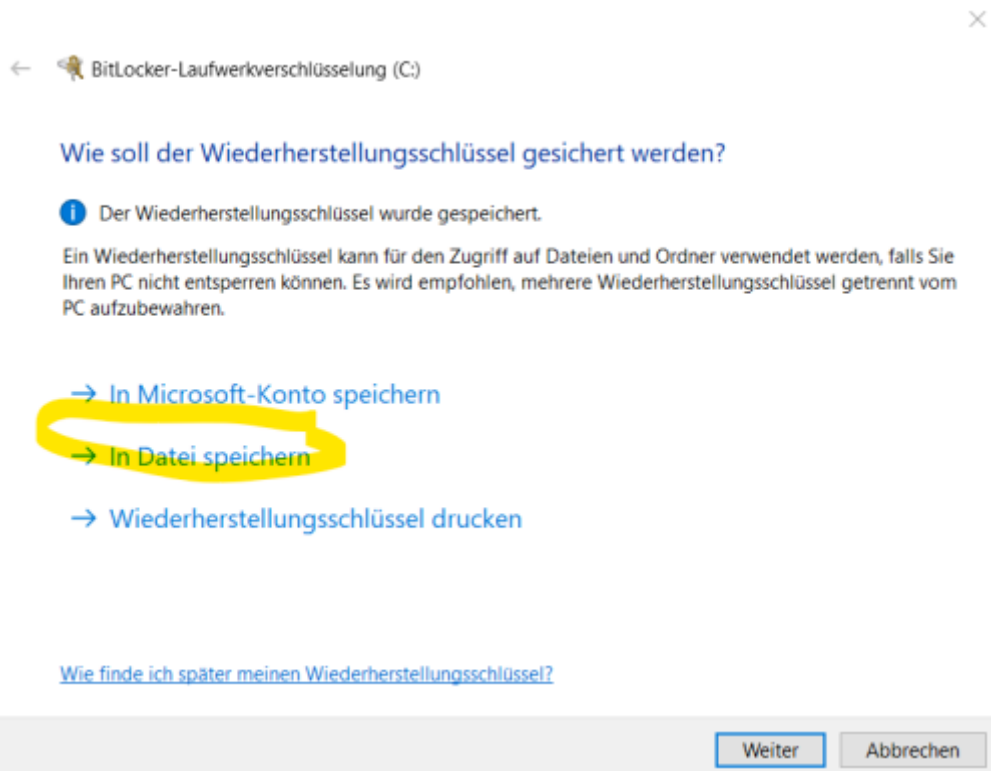 BitLocker-Laufwerkverschlüsselung (C:)
Wie soll der Wiederherstellungsschlüssel gesichert werden?
Der Wiederherstellungsschlüssel wurde gespeichert.
Ein Wiederherstellungsschlüssel kann für den Zugriff auf Dateien und Ordner verwendet werden, falls Sie
Ihren PC nicht entsperren können. Es wird empfohlen, mehrere Wiederherstellungsschlüssel getrennt vom
PC aufzubewahren.
In Microsoft-Konto speichern
In Datei speichern
Wiederherstellungsschlüssel drucken
Wie finde ich später meinen Wiederherstellungsschlüssel?
Weiter
Abbrechen